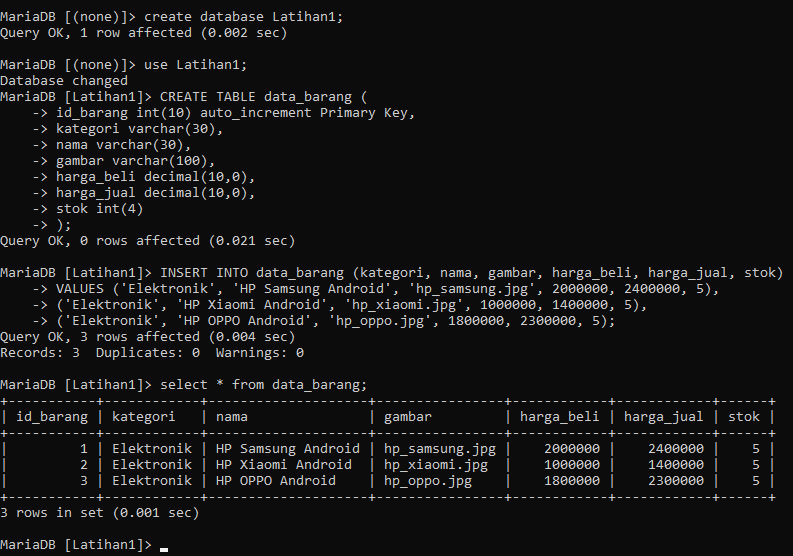 MariaDB [(none)]> create database Latihan1;
Query OK, 1 row affected (0.002 sec)

MariaDB [(none)]> use Latihan1;
Database changed
MariaDB [Latihan1]> CREATE TABLE data_barang (
    -> id_barang int(10) auto_increment Primary Key,
    -> kategori varchar(30),
    -> nama varchar(30),
    -> gambar varchar(100),
    -> harga_beli decimal(10,0),
    -> harga_jual decimal(10,0),
    -> stok int(4)
    -> );
Query OK, 0 rows affected (0.021 sec)

MariaDB [Latihan1]> INSERT INTO data_barang (kategori, nama, gambar, harga_beli, harga_jual, stok)
    -> VALUES ('Elektronik', 'HP Samsung Android', 'hp_samsung.jpg', 2000000, 2400000, 5),
    -> ('Elektronik', 'HP Xiaomi Android', 'hp_xiaomi.jpg', 1000000, 1400000, 5),
    -> ('Elektronik', 'HP OPPO Android', 'hp_oppo.jpg', 1800000, 2300000, 5);
Query OK, 3 rows affected (0.004 sec)
Records: 3  Duplicates: 0  Warnings: 0

MariaDB [Latihan1]> select * from data_barang;
+-----------+------------+--------------------+----------------+------------+------------+------+
| id_barang | kategori   | nama               | gambar         | harga_beli | harga_jual | stok |
+-----------+------------+--------------------+----------------+------------+------------+------+
|         1 | Elektronik | HP Samsung Android | hp_samsung.jpg |    2000000 |    2400000 |    5 |
|         2 | Elektronik | HP Xiaomi Android  | hp_xiaomi.jpg  |    1000000 |    1400000 |    5 |
|         3 | Elektronik | HP OPPO Android    | hp_oppo.jpg    |    1800000 |    2300000 |    5 |
+-----------+------------+--------------------+----------------+------------+------------+------+
3 rows in set (0.001 sec)

MariaDB [Latihan1]>